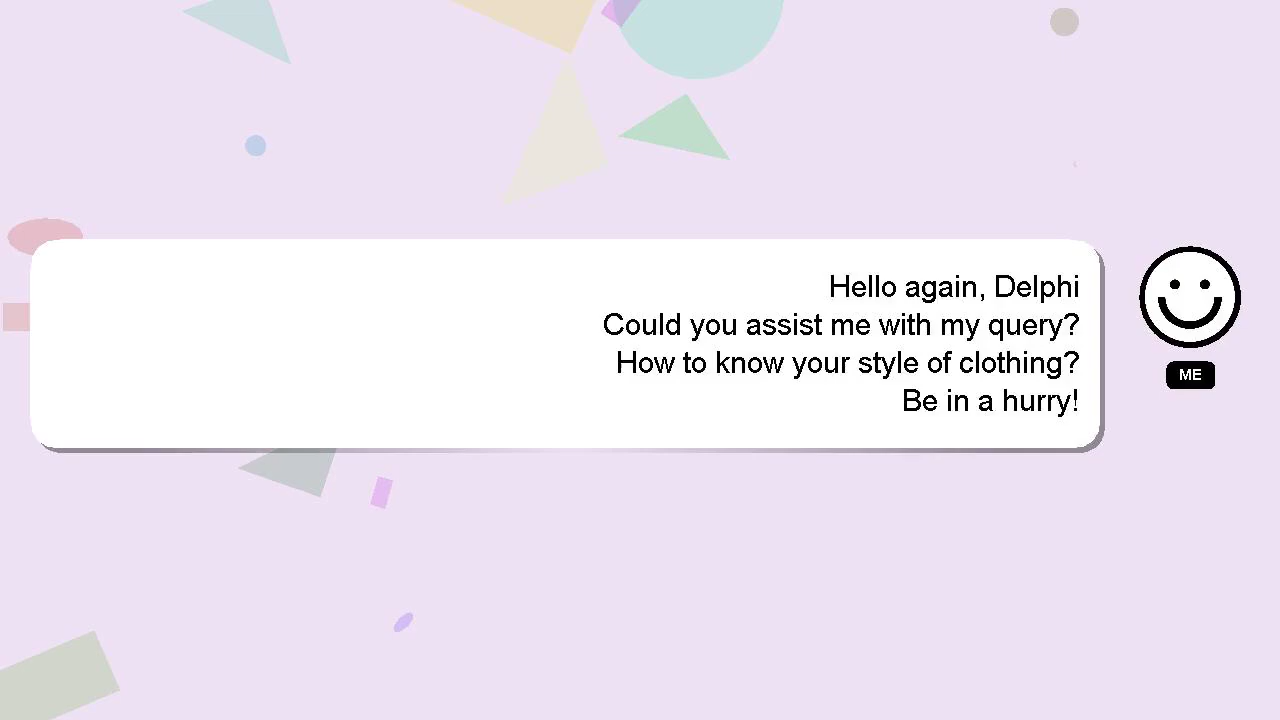 Hello again, Delphi
Could you assist me with my query?
How to know your style of clothing?
Be in a hurry!
ME